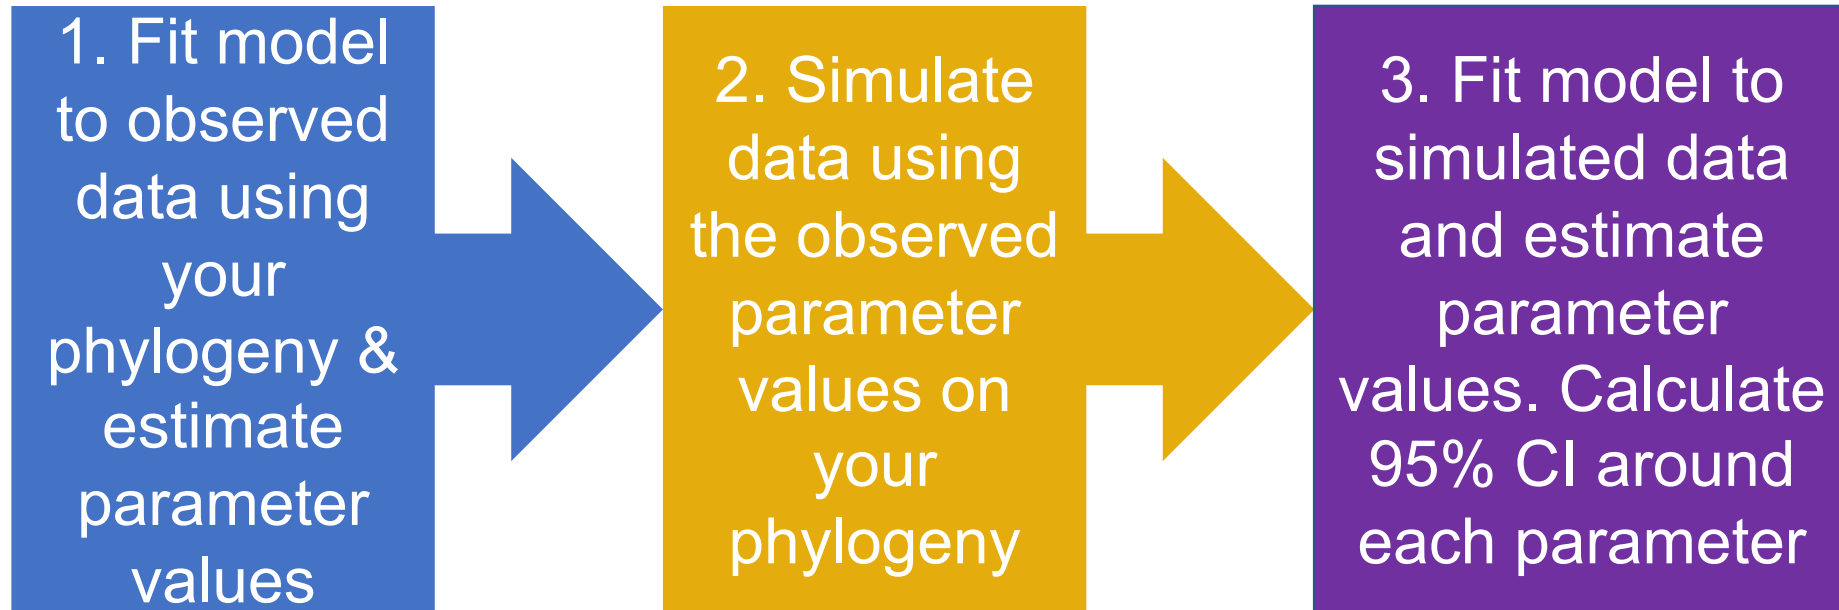 1. Fit model
to observed
data using
your
phylogeny &
estimate
parameter
values
2. Simulate
data using
the observed
parameter
values on
your
phylogeny
3. Fit model to
simulated data
and estimate
parameter
values. Calculate
95% CI around
each parameter